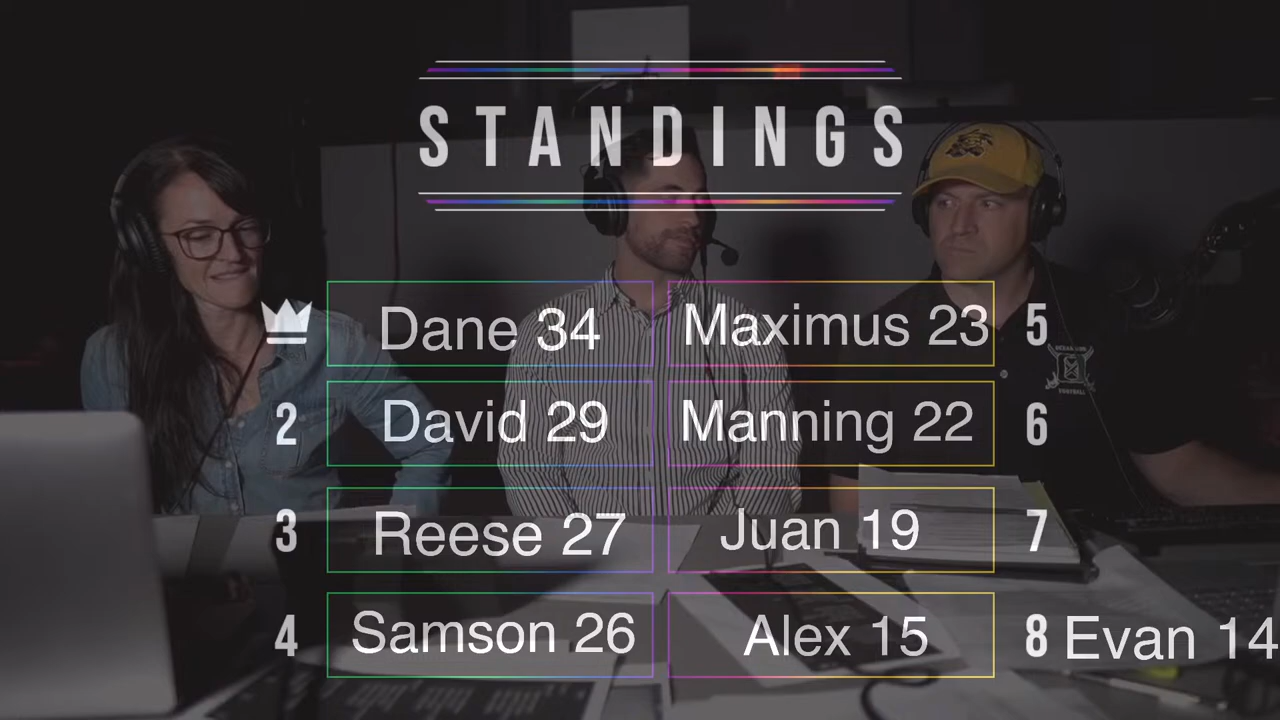 STANDINGS
Dane 34
2 David 29
3 Reese 27
4 Samson 26
Maximus 23 5
Manning 22 6
Juan 19 7
Alex 15 8
Evan 14